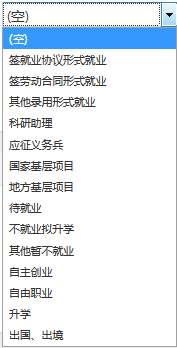 (空)
(空)
签就业协议形式就业
签劳动合同形式就业
其他录用形式就业
科研助理
应征义务兵
国家基层项目
地方基层项目
待就业
不就业拟升学
其他暂不就业
自主创业
自由职业
升学
出国、出境